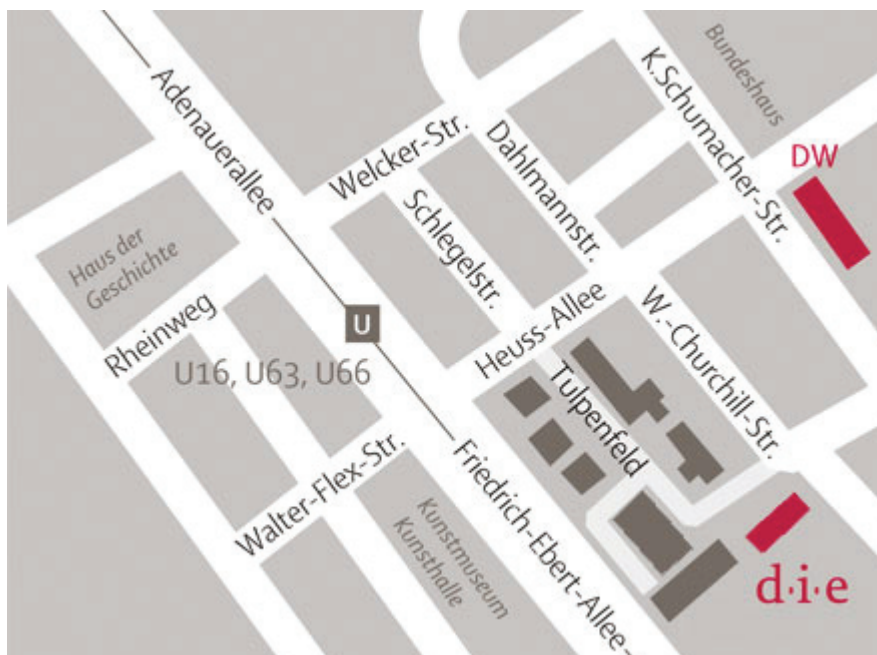 Adenauerallee
K.Schumacher-Str.
Bundeshaus
DW
Welcker-Str.
Dahlmannstr.
Schlegelstr.
Haus der
Geschichte
Rheinweg
U
U16, U63, U66
Heuss-Allee
W.-Churchill-Str.
Tulpenfeld
Walter-Flex-Str.
Friedrich-Ebert-Allee
Kunstmuseum
Kunsthalle
d·i·e